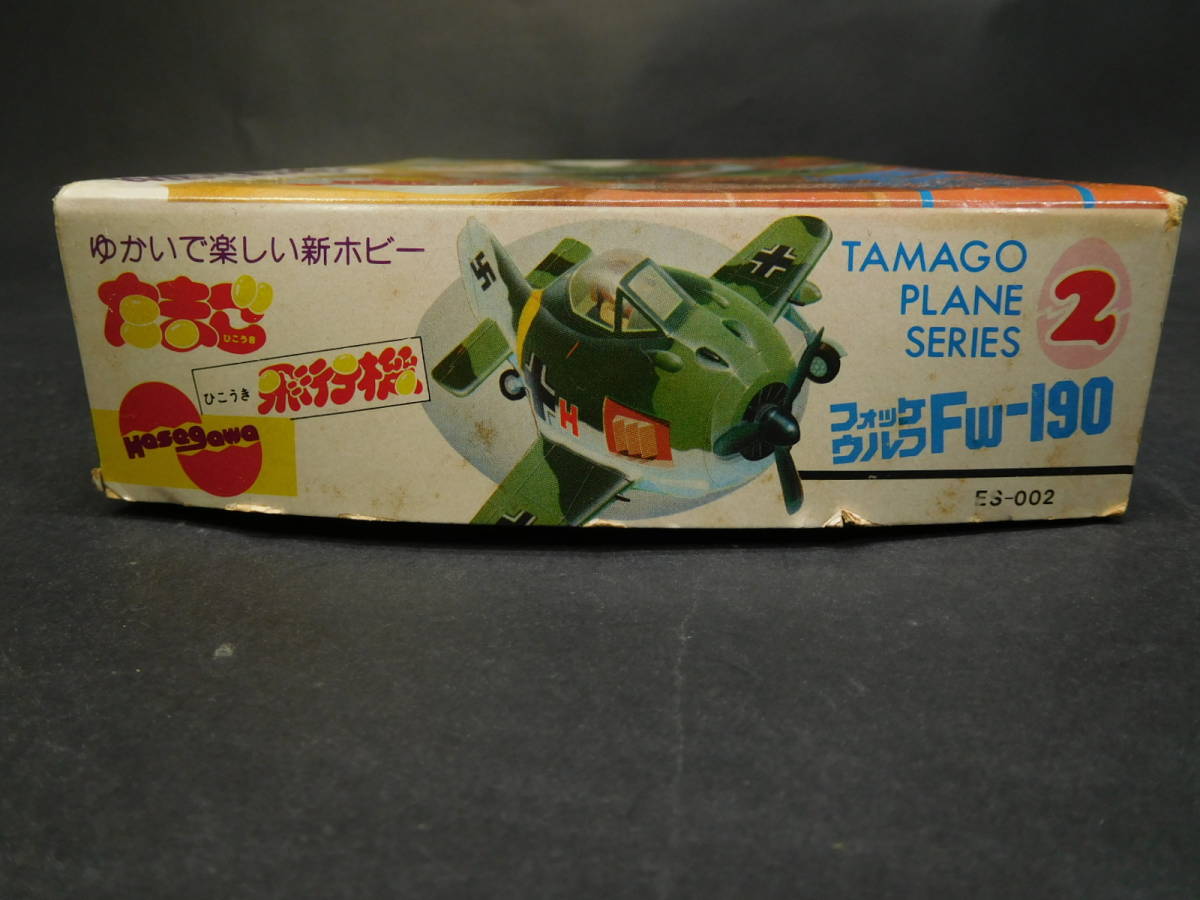 ゆかいで楽しい新ホビー
たまご
ひこうき
ひこうき
飛行機
Hasegawa
H
TAMAGO
PLANE
SERIES
2
フォッケ
ウルフ Fw-190
ES-002